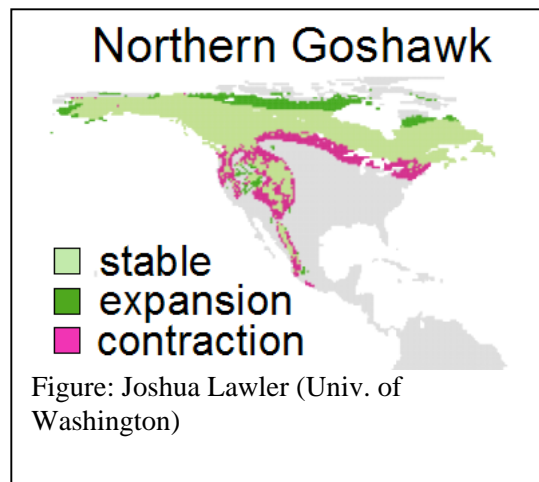 Northern Goshawk
stable
expansion
contraction
Figure: Joshua Lawler (Univ. of
Washington)